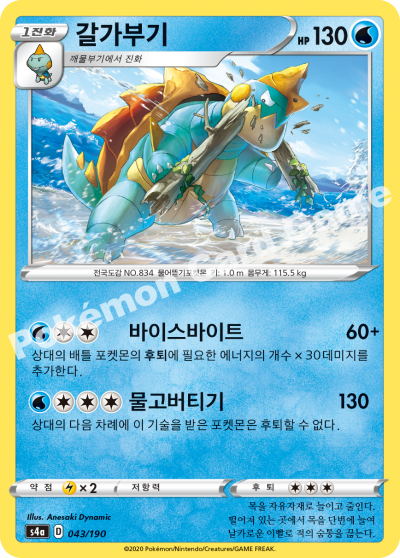 1진화
갈가부기
HP 130
깨물부기에서 진화
전국도감 NO.834 물어뜯기포켓몬 키: 1.0 m 몸무게: 115.5 kg
바이스바이트 60+
상대의 배틀 포켓몬의 후퇴에 필요한 에너지의 개수 × 30데미지를
추가한다.
물고버티기 130
상대의 다음 차례에 이 기술을 받은 포켓몬은 후퇴할 수 없다.
약점 ×2 저항력 후퇴
Illus. Anesaki Dynamic
s4a D 043/190
목을 자유자재로 늘이고 줄인다.
떨어져 있는 곳에서 목을 단번에 늘여
날카로운 이빨로 적의 숨통을 끊는다.
©2020 Pokémon/Nintendo/Creatures/GAME FREAK.
Pokémon Card Store